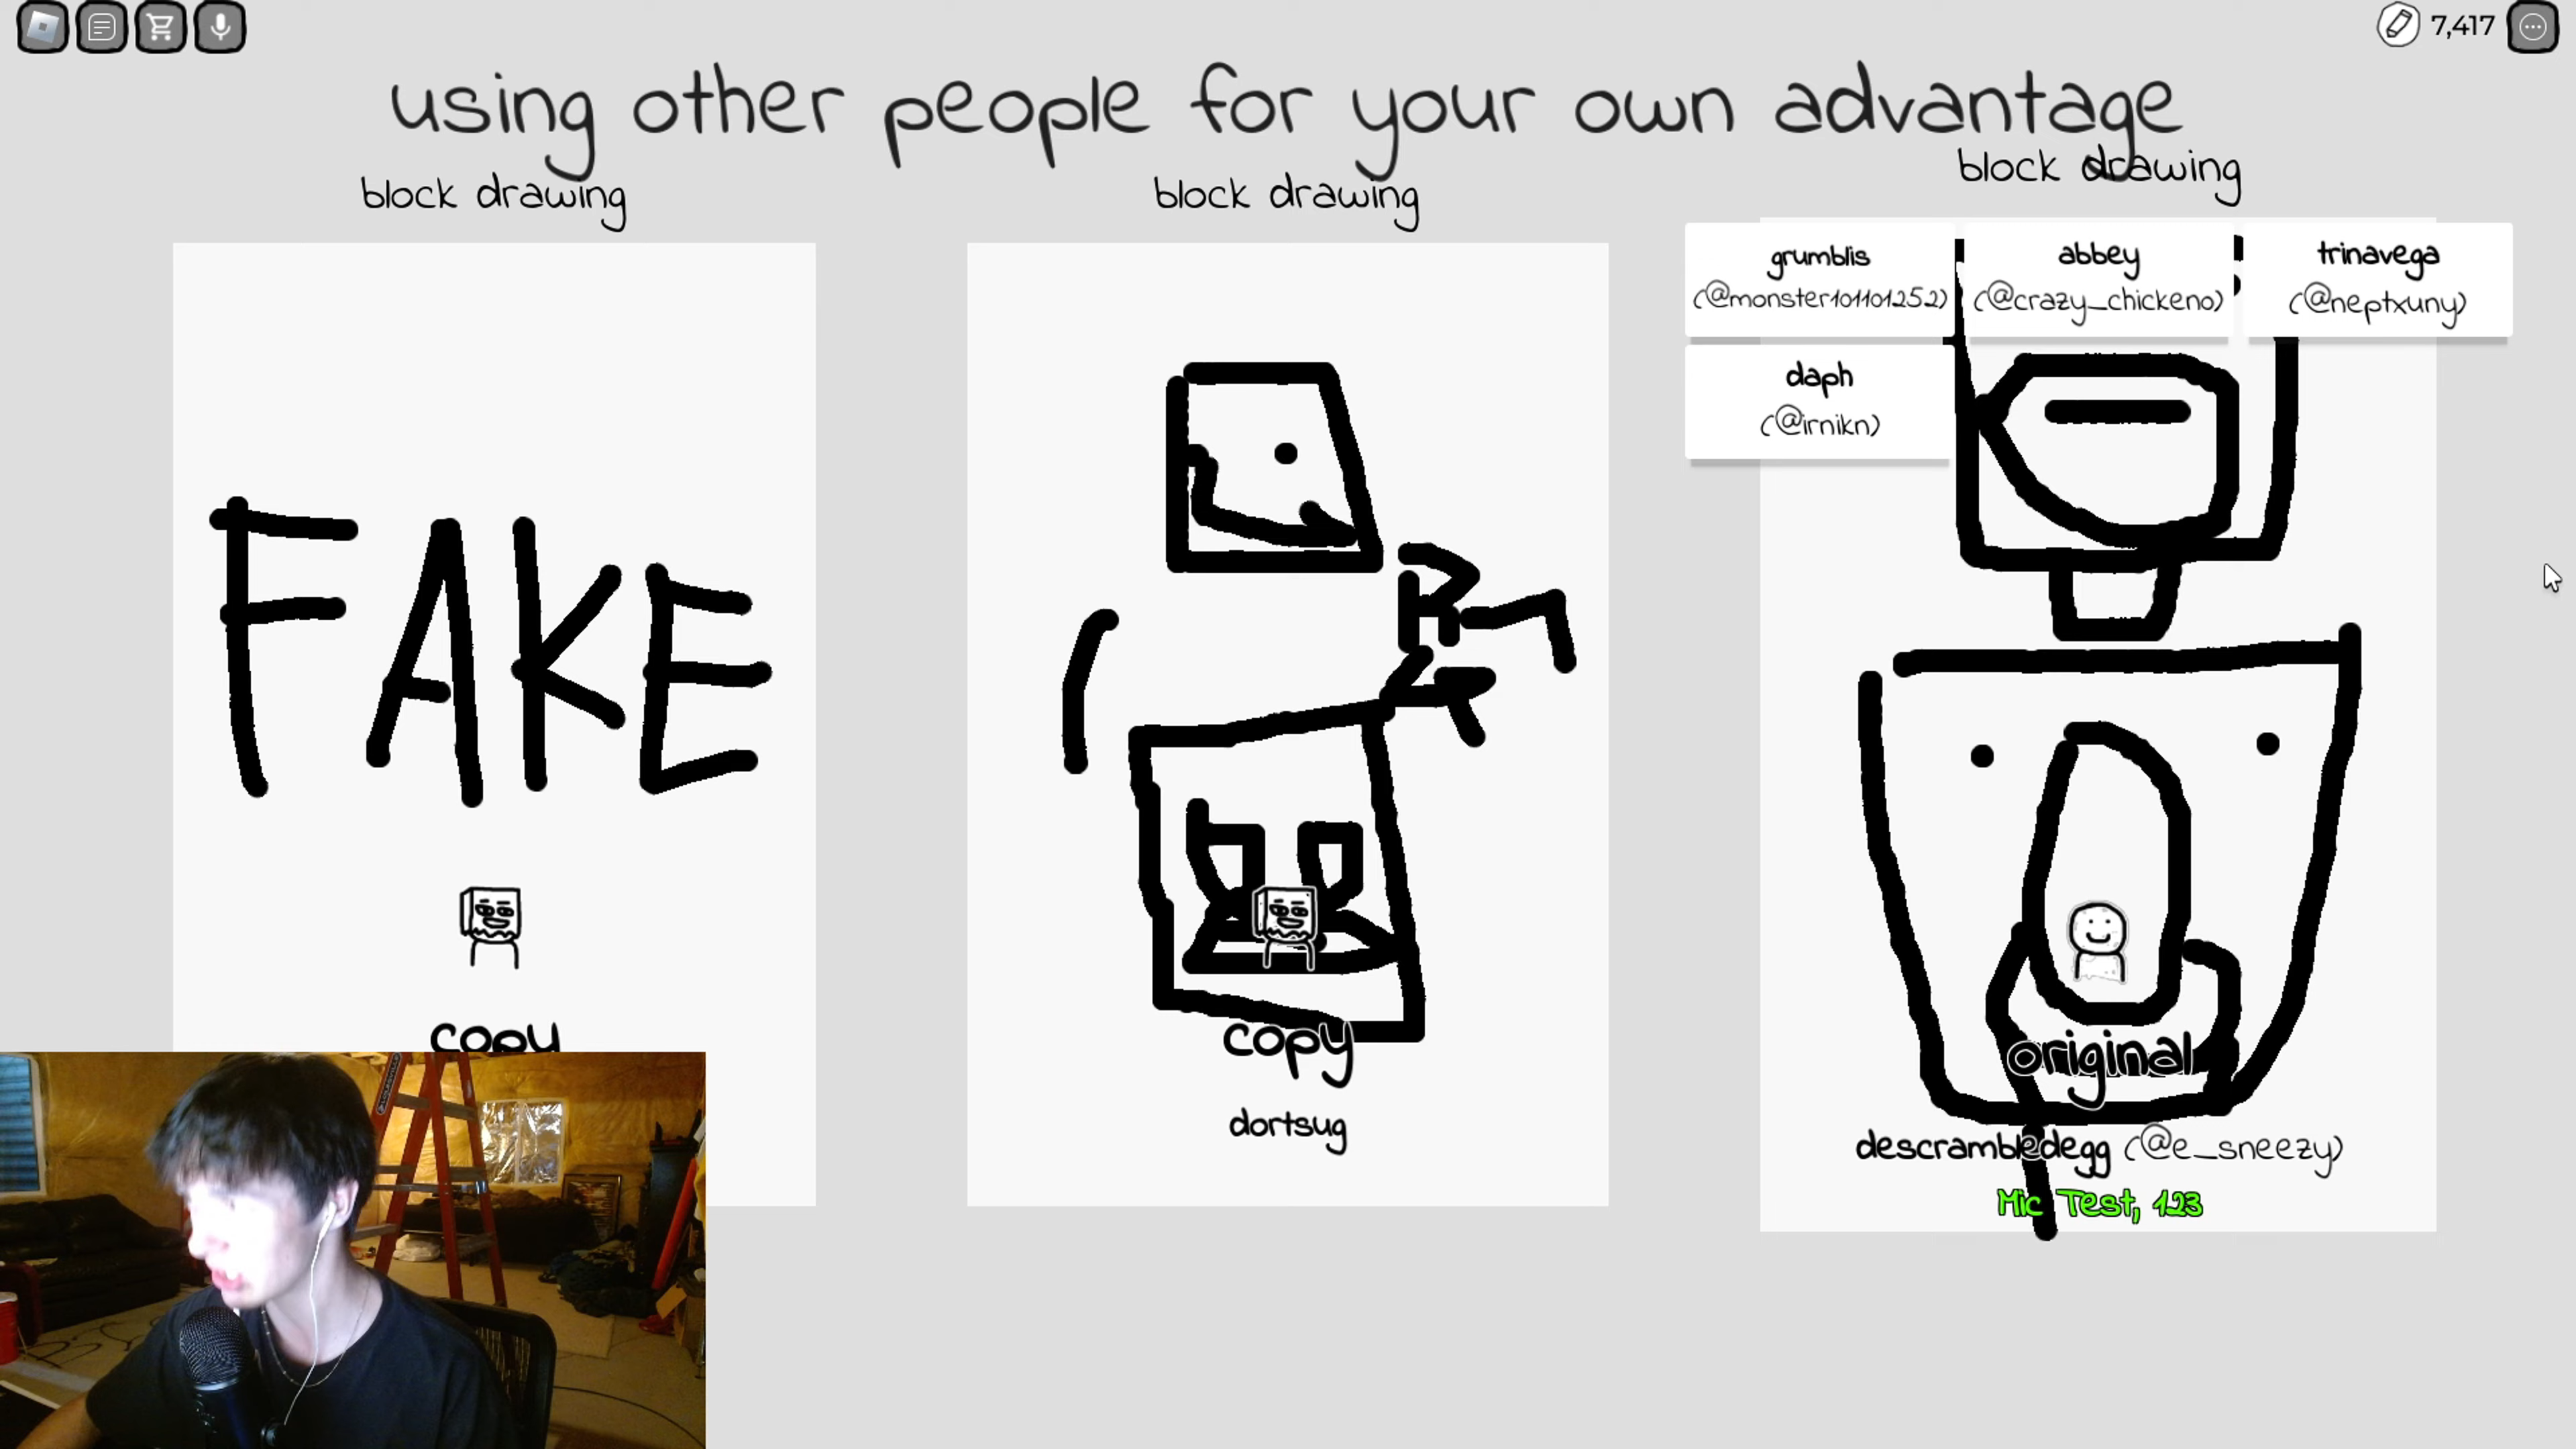 7,417
using other people for your own advantage
block drawing
block drawing
block drawing
grumblis
(@monster101101252)
abbey
(@crazy_chickeno)
trinavega
(@neptxuny)
daph
(@irnikn)
FAKE
copy
copy
dortsug
original
descrambledegg (@e_sneezy)
Mic Test, 123